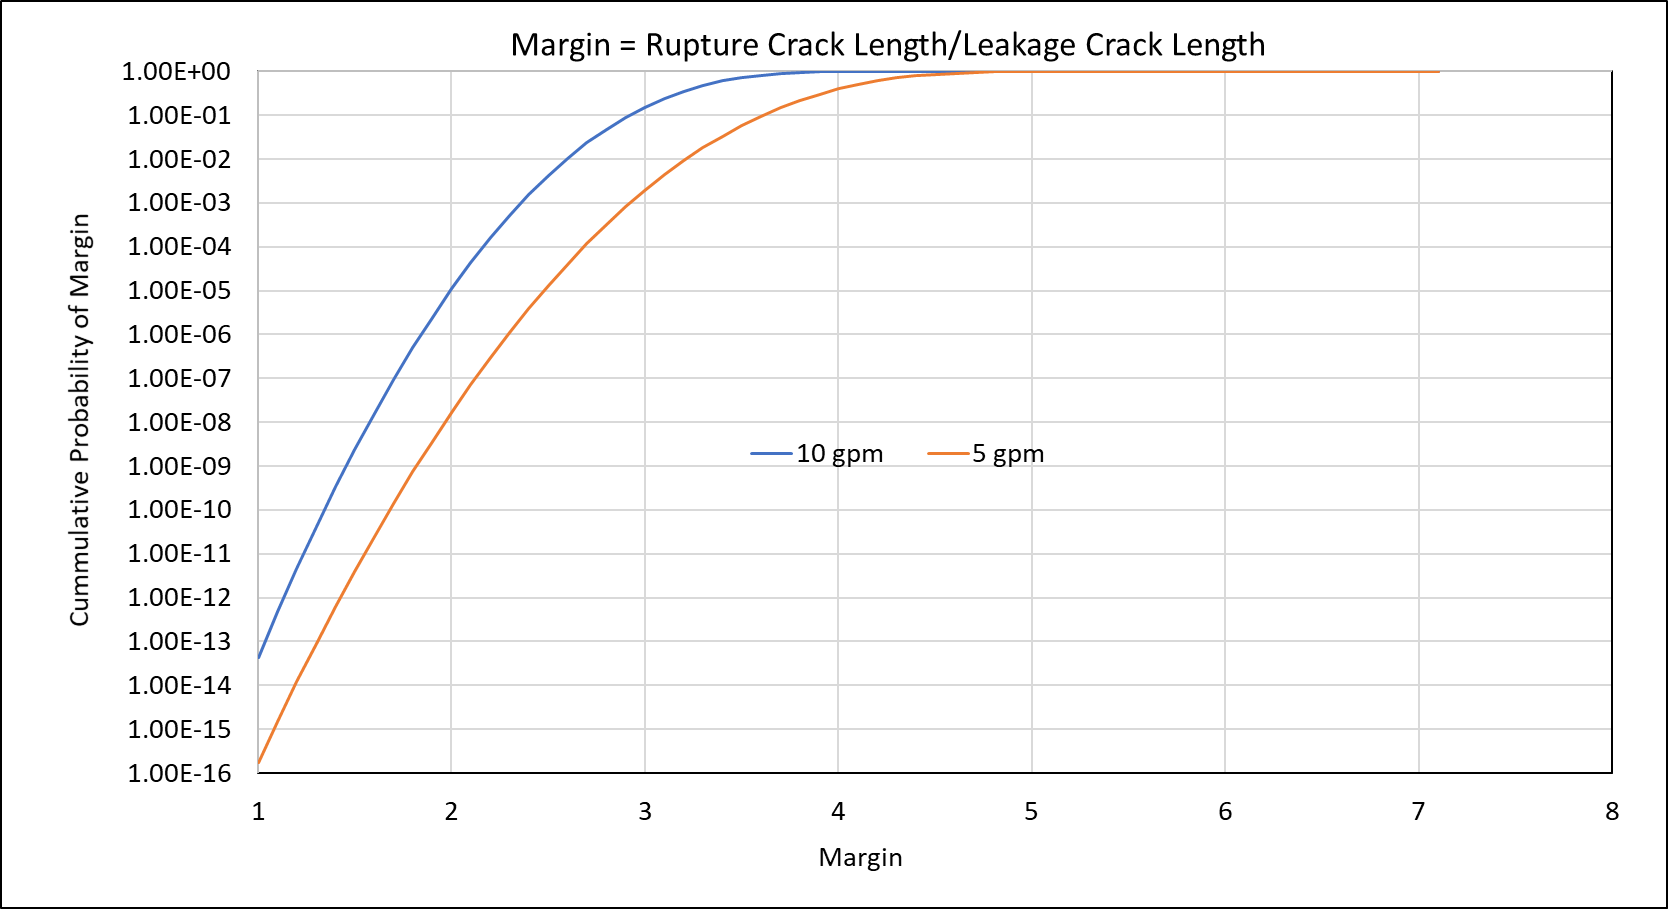 Margin = Rupture Crack Length/Leakage Crack Length
Cummulative Probability of Margin
1.00E+00
1.00E-01
1.00E-02
1.00E-03
1.00E-04
1.00E-05
1.00E-06
1.00E-07
1.00E-08
1.00E-09
1.00E-10
1.00E-11
1.00E-12
1.00E-13
1.00E-14
1.00E-15
1.00E-16
10 gpm 5 gpm
1 2 3 4 5 6 7 8
Margin